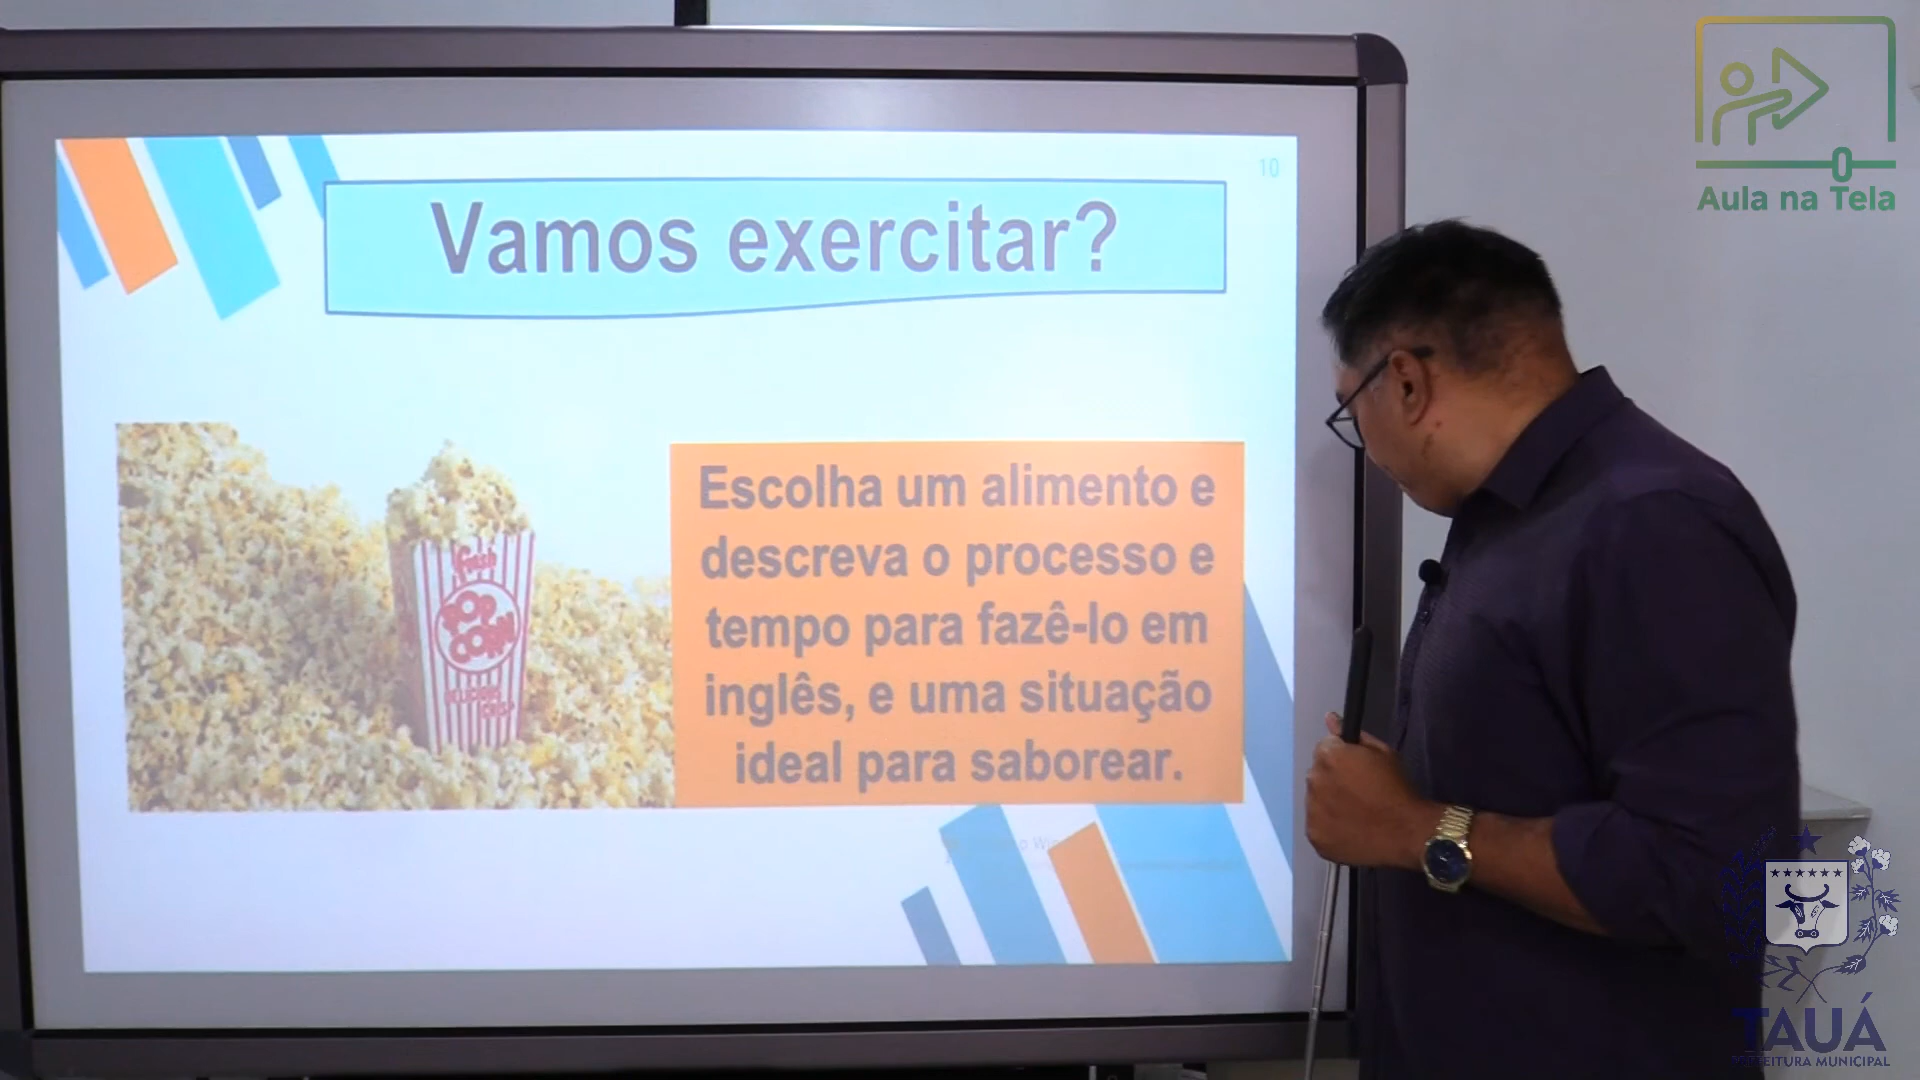 Aula na Tela
10
Vamos exercitar?
Escolha um alimento e
descreva o processo e
tempo para fazê-lo em
inglês, e uma situação
ideal para saborear.
POP
CORN
TAUÁ
PREFEITURA MUNICIPAL